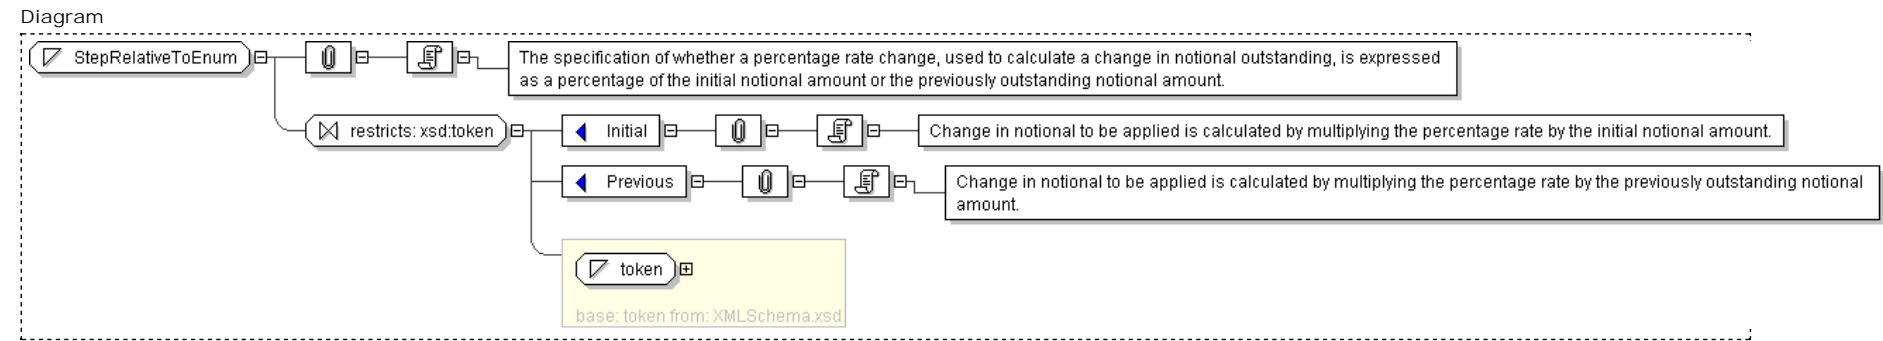 Diagram
StepRelativeToEnum
The specification of whether a percentage rate change, used to calculate a change in notional outstanding, is expressed
as a percentage of the initial notional amount or the previously outstanding notional amount.
restricts: xsd:token
Initial
Change in notional to be applied is calculated by multiplying the percentage rate by the initial notional amount.
Previous
Change in notional to be applied is calculated by multiplying the percentage rate by the previously outstanding notional
amount.
token
base: token from: XMLSchema.xsd